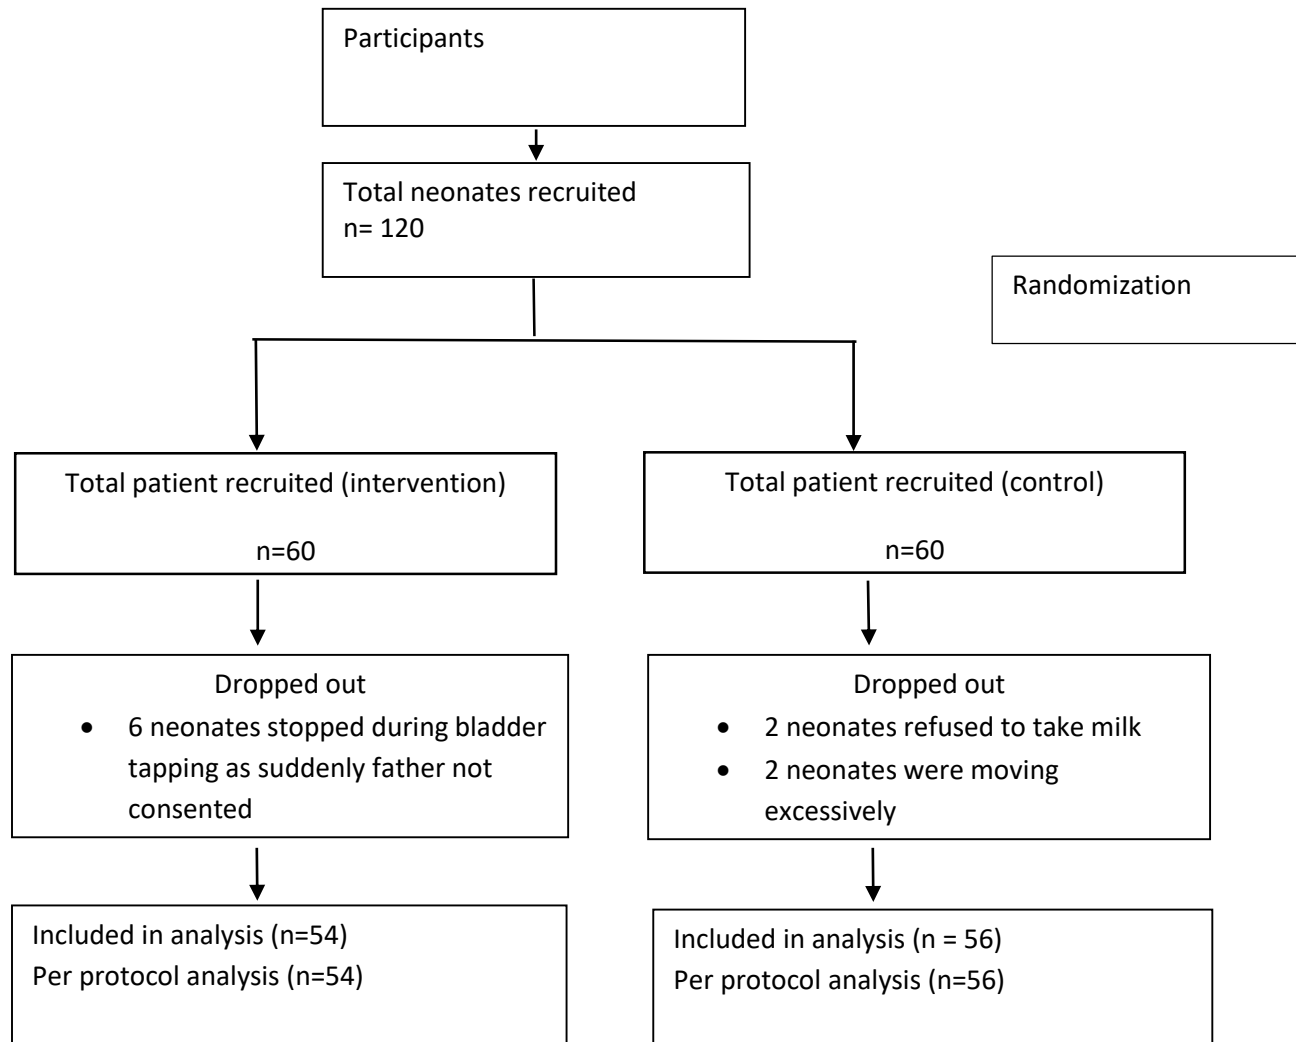 Participants
Total neonates recruited
n= 120
Randomization
Total patient recruited (intervention)
n=60
Total patient recruited (control)
n=60
Dropped out
• 6 neonates stopped during bladder
tapping as suddenly father not
consented
Dropped out
• 2 neonates refused to take milk
• 2 neonates were moving
excessively
Included in analysis (n=54)
Per protocol analysis (n=54)
Included in analysis (n = 56)
Per protocol analysis (n=56)